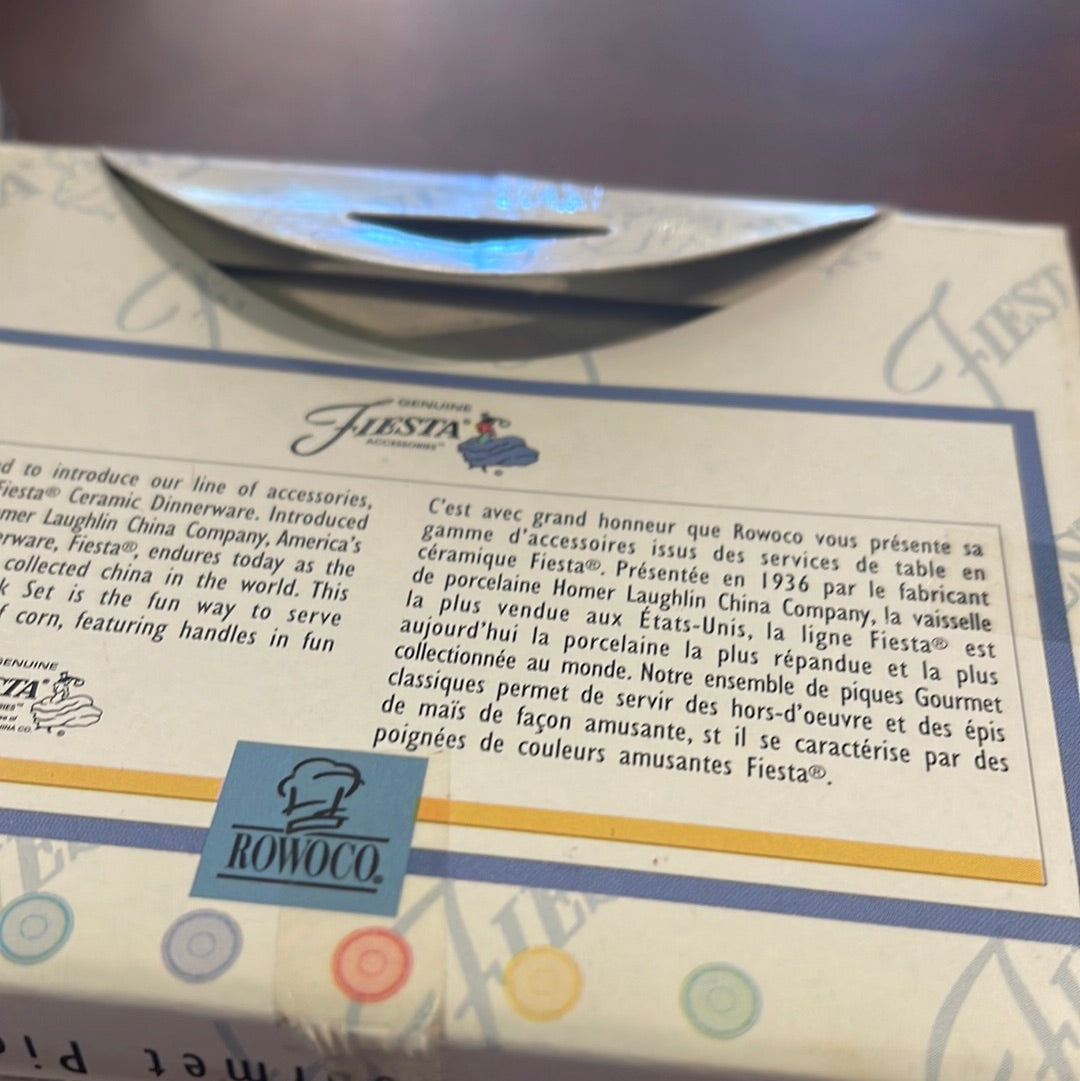 FIESTA
GENUINE
FIESTA®
ACCESSORIES™
d to introduce our line of accessories,
Fiesta® Ceramic Dinnerware. Introduced
mer Laughlin China Company, America's
erware, Fiesta®, endures today as the
collected china in the world. This
k Set is the fun way to serve
f corn, featuring handles in fun
GENUINE
STA®
C'est avec grand honneur que Rowoco vous présente sa
gamme d'accessoires issus des services de table en
céramique Fiesta®. Présentée en 1936 par le fabricant
de porcelaine Homer Laughlin China Company, la vaisselle
la plus vendue aux États-Unis, la ligne Fiesta® est
aujourd'hui la porcelaine la plus répandue et la plus
collectionnée au monde. Notre ensemble de piques Gourmet
classiques permet de servir des hors-d'oeuvre et des épis
de maïs de façon amusante, st il se caractérise par des
poignées de couleurs amusantes Fiesta®.
ROWOCO®
rmet Pic